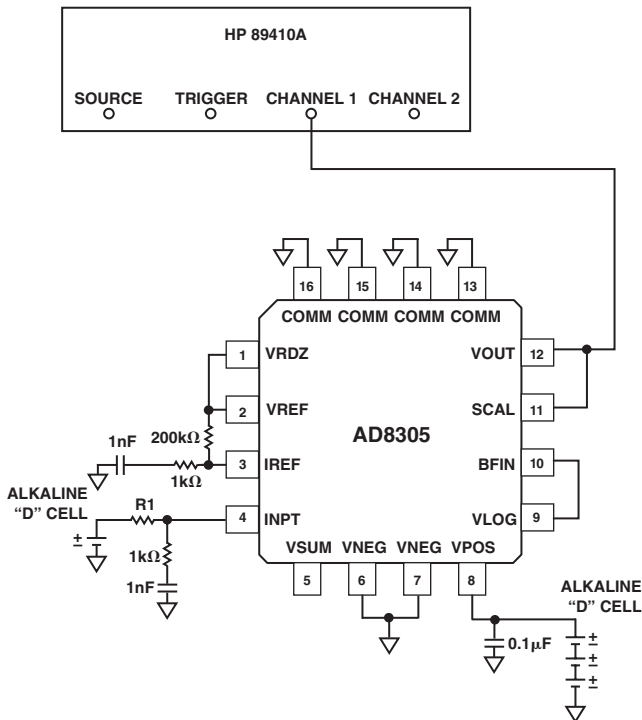 HP 89410A
SOURCE TRIGGER CHANNEL 1 CHANNEL 2
16 15 14 13
COMM COMM COMM COMM
1 VRDZ VOUT 12
2 VREF SCAL 11
200kΩ
AD8305
1nF
3 IREF BFIN 10
1kΩ
ALKALINE
“D” CELL
R1
4 INPT VLOG 9
±
1kΩ
VSUM VNEG VNEG VPOS
1nF
5 6 7 8
ALKALINE
“D” CELL
0.1µF
±
±
±